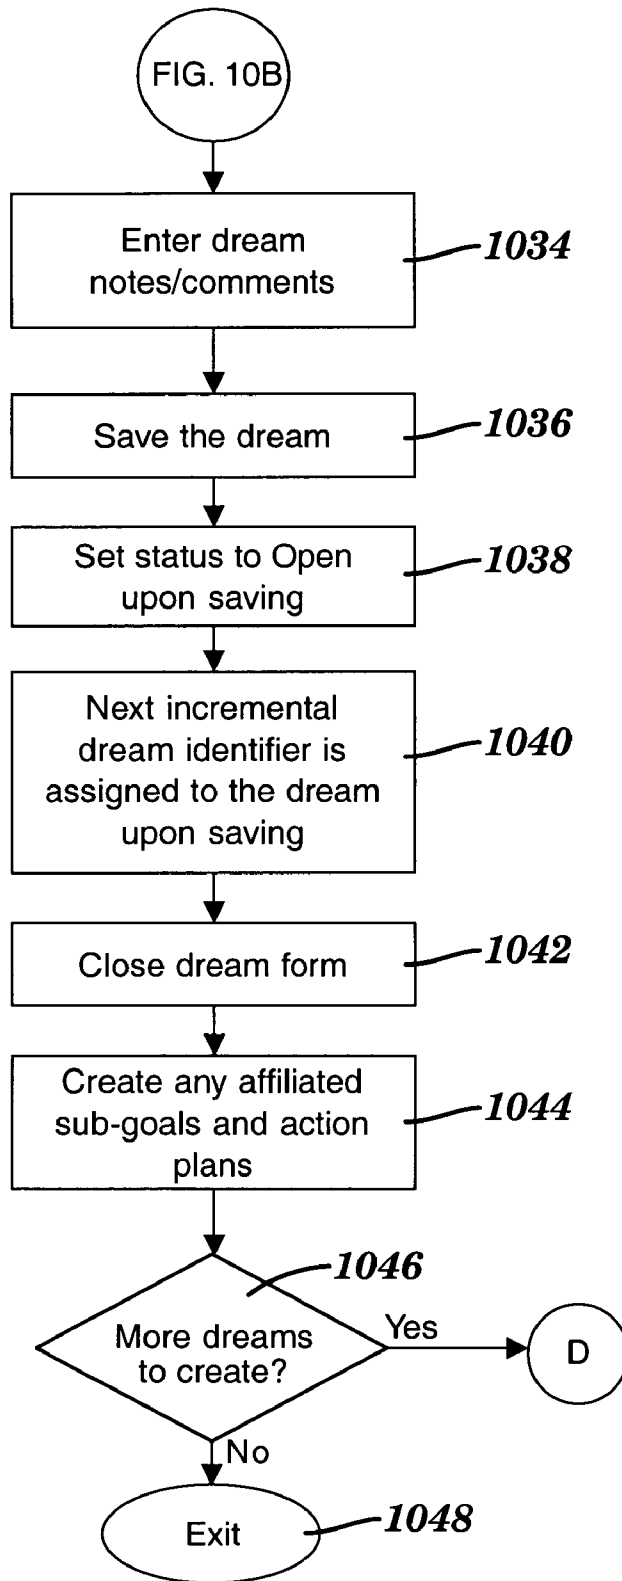 FIG. 10B
Enter dream
notes/comments
1034
Save the dream
1036
Set status to Open
upon saving
1038
Next incremental
dream identifier is
assigned to the dream
upon saving
1040
Close dream form
1042
Create any affiliated
sub-goals and action
plans
1044
1046
More dreams
to create?
Yes
D
No
Exit
1048